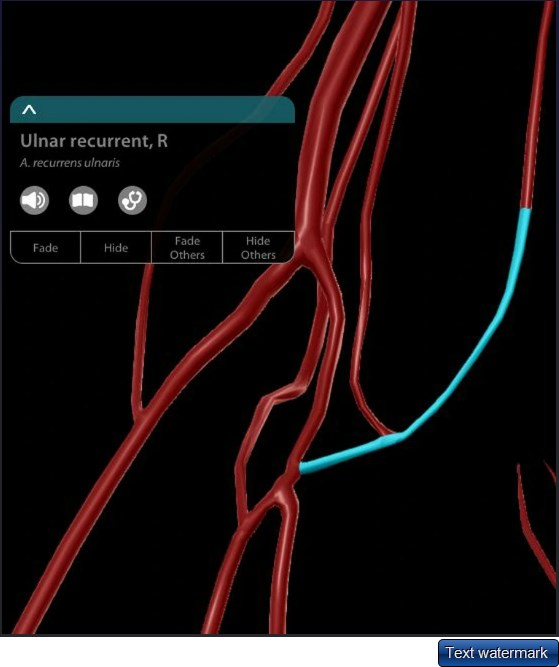 Ulnar recurrent, R
A. recurrens ulnaris
Fade
Hide
Fade
Others
Hide
Others
Text watermark